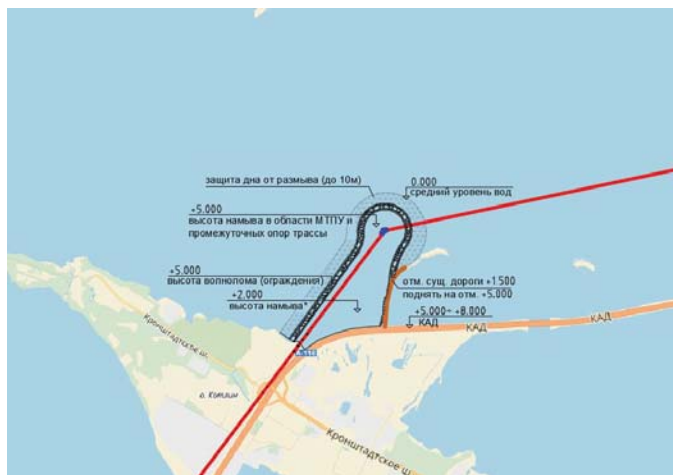 защита дна от размыва (до 10м)
0.000
средний уровень вод
+5.000
высота намыва в области МТПУ и
промежуточных опор трассы
+5.000
высота волнолома (ограждения)
+2.000
высота намыва*
отм. сущ. дороги +1.500
поднять на отм. +5.000
+5.000~ +8.000
КАД
КАД
КАД
Кронштадтское ш.
о. Котлин
Кронштадтское ш